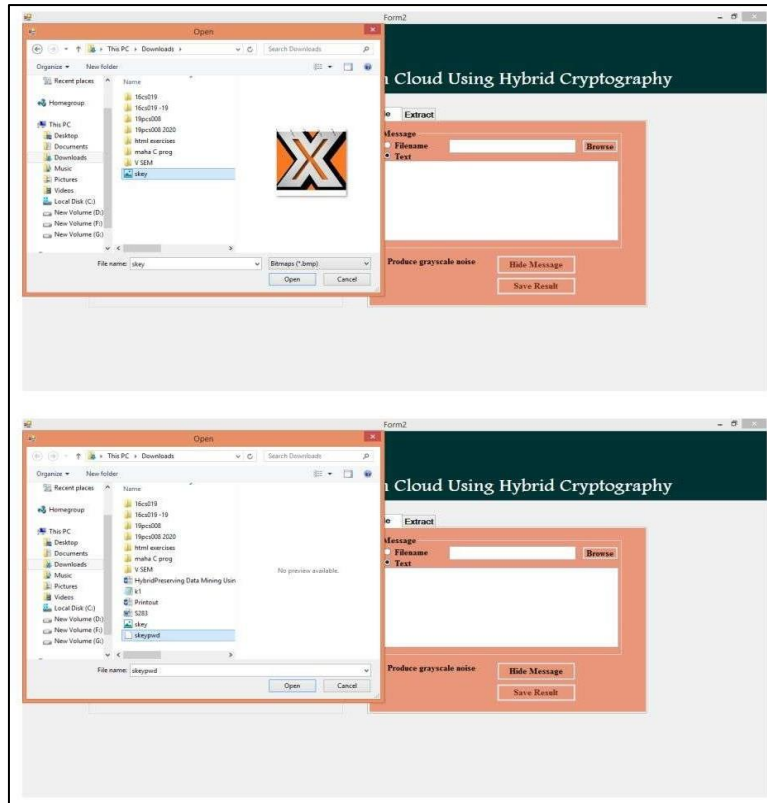 Form2
Open
This PC › Downloads ›
Search Downloads
Organize
New folder
Recent places
Homegroup
This PC
Desktop
Documents
Downloads
Music
Pictures
Videos
Local Disk (C:)
New Volume (D:)
New Volume (F:)
New Volume (G:)
Name
16cs019
16cs019 -19
19pcs008
19pcs008 2020
html exercises
maha C prog
V SEM
skey
File name: skey
Bitmaps (*.bmp)
Open
Cancel
Cloud Using Hybrid Cryptography
Extract
Message
Filename
Browse
Text
Produce grayscale noise
Hide Message
Save Result
Form2
Open
This PC › Downloads ›
Search Downloads
Organize
New folder
Recent places
Homegroup
This PC
Desktop
Documents
Downloads
Music
Pictures
Videos
Local Disk (C:)
New Volume (D:)
New Volume (F:)
New Volume (G:)
Name
16cs019
16cs019 -19
19pcs008
19pcs008 2020
html exercises
maha C prog
V SEM
HybridPreserving Data Mining Usin
k1
Printout
S283
skey
skeypwd
No preview available.
File name: skeypwd
Open
Cancel
Cloud Using Hybrid Cryptography
Extract
Message
Filename
Browse
Text
Produce grayscale noise
Hide Message
Save Result